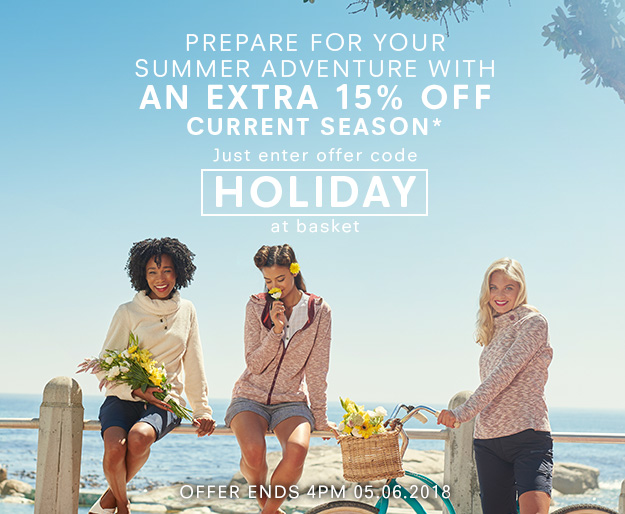 PREPARE FOR YOUR
SUMMER ADVENTURE WITH
AN EXTRA 15% OFF
CURRENT SEASON*
Just enter offer code
HOLIDAY
at basket
OFFER ENDS 4PM 05.06.2018